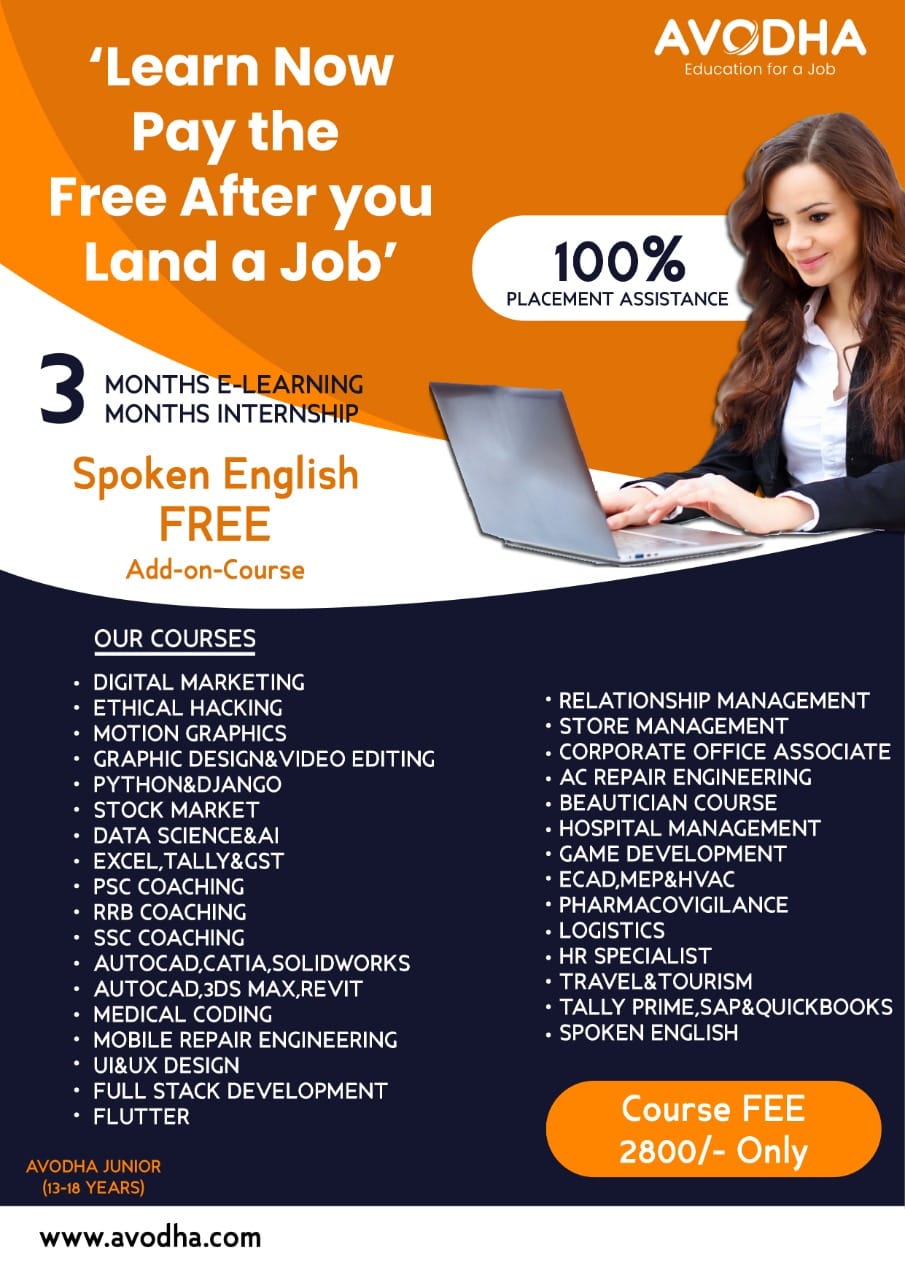 AVODHA
Education for a Job
‘Learn Now
Pay the
Free After you
Land a Job’
100%
PLACEMENT ASSISTANCE
3 MONTHS E-LEARNING
MONTHS INTERNSHIP
Spoken English
FREE
Add-on-Course
OUR COURSES
• DIGITAL MARKETING
• ETHICAL HACKING
• MOTION GRAPHICS
• GRAPHIC DESIGN&VIDEO EDITING
• PYTHON&DJANGO
• STOCK MARKET
• DATA SCIENCE&AI
• EXCEL,TALLY&GST
• PSC COACHING
• RRB COACHING
• SSC COACHING
• AUTOCAD,CATIA,SOLIDWORKS
• AUTOCAD,3DS MAX,REVIT
• MEDICAL CODING
• MOBILE REPAIR ENGINEERING
• UI&UX DESIGN
• FULL STACK DEVELOPMENT
• FLUTTER
• RELATIONSHIP MANAGEMENT
• STORE MANAGEMENT
• CORPORATE OFFICE ASSOCIATE
• AC REPAIR ENGINEERING
• BEAUTICIAN COURSE
• HOSPITAL MANAGEMENT
• GAME DEVELOPMENT
• ECAD,MEP&HVAC
• PHARMACOVIGILANCE
• LOGISTICS
• HR SPECIALIST
• TRAVEL&TOURISM
• TALLY PRIME,SAP&QUICKBOOKS
• SPOKEN ENGLISH
Course FEE
2800/- Only
AVODHA JUNIOR
(13-18 YEARS)
www.avodha.com